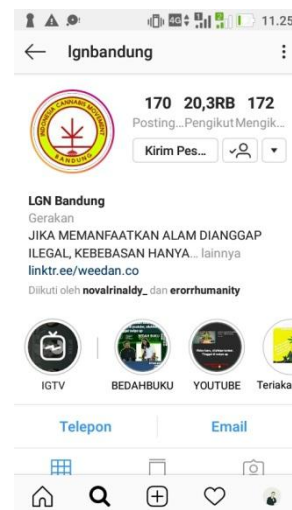 4G 11.25
lgnbandung
INDONESIA CANNABIS MOVEMENT
BANDUNG
170 20,3RB 172
Posting... Pengikut Mengik...
Kirim Pes...
LGN Bandung
Gerakan
JIKA MEMANFAATKAN ALAM DIANGGAP
ILEGAL, KEBEBASAN HANYA... lainnya
linktr.ee/weedan.co
Diikuti oleh novalrinaldy_ dan erorrhumanity
IGTV BEDAHBUKU YOUTUBE Teriaka
Telepon Email